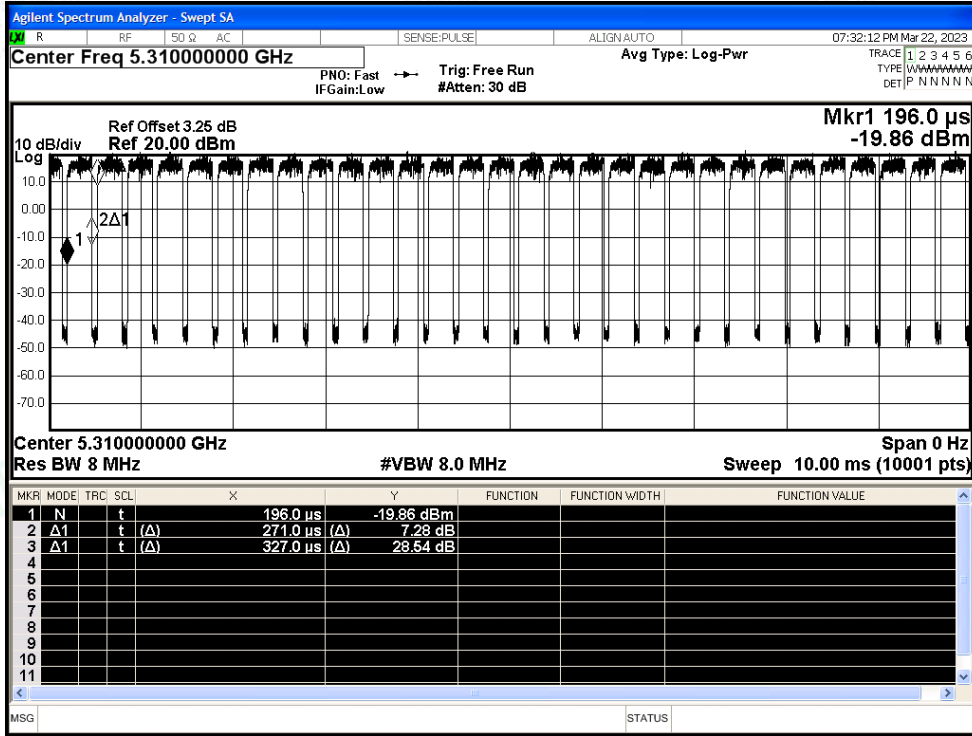 Agilent Spectrum Analyzer - Swept SA
LXI R RF 50 Ω AC SENSE:PULSE ALIGN AUTO 07:32:12 PM Mar 22, 2023
Center Freq 5.310000000 GHz
PNO: Fast
IFGain:Low
Trig: Free Run
#Atten: 30 dB
Avg Type: Log-Pwr
TRACE 1 2 3 4 5 6
TYPE WWWWWW
DET P N N N N N
Mkr1 196.0 µs
-19.86 dBm
Ref Offset 3.25 dB
10 dB/div Ref 20.00 dBm
Log
10.0
0.00
-10.0
-20.0
-30.0
-40.0
-50.0
-60.0
-70.0
2Δ1
1
Center 5.310000000 GHz Span 0 Hz
Res BW 8 MHz #VBW 8.0 MHz Sweep 10.00 ms (10001 pts)
MKR MODE TRC SCL X Y FUNCTION FUNCTION WIDTH FUNCTION VALUE
1 N t 196.0 µs -19.86 dBm
2 Δ1 t (Δ) 271.0 µs (Δ) 7.28 dB
3 Δ1 t (Δ) 327.0 µs (Δ) 28.54 dB
4
5
6
7
8
9
10
11
MSG STATUS